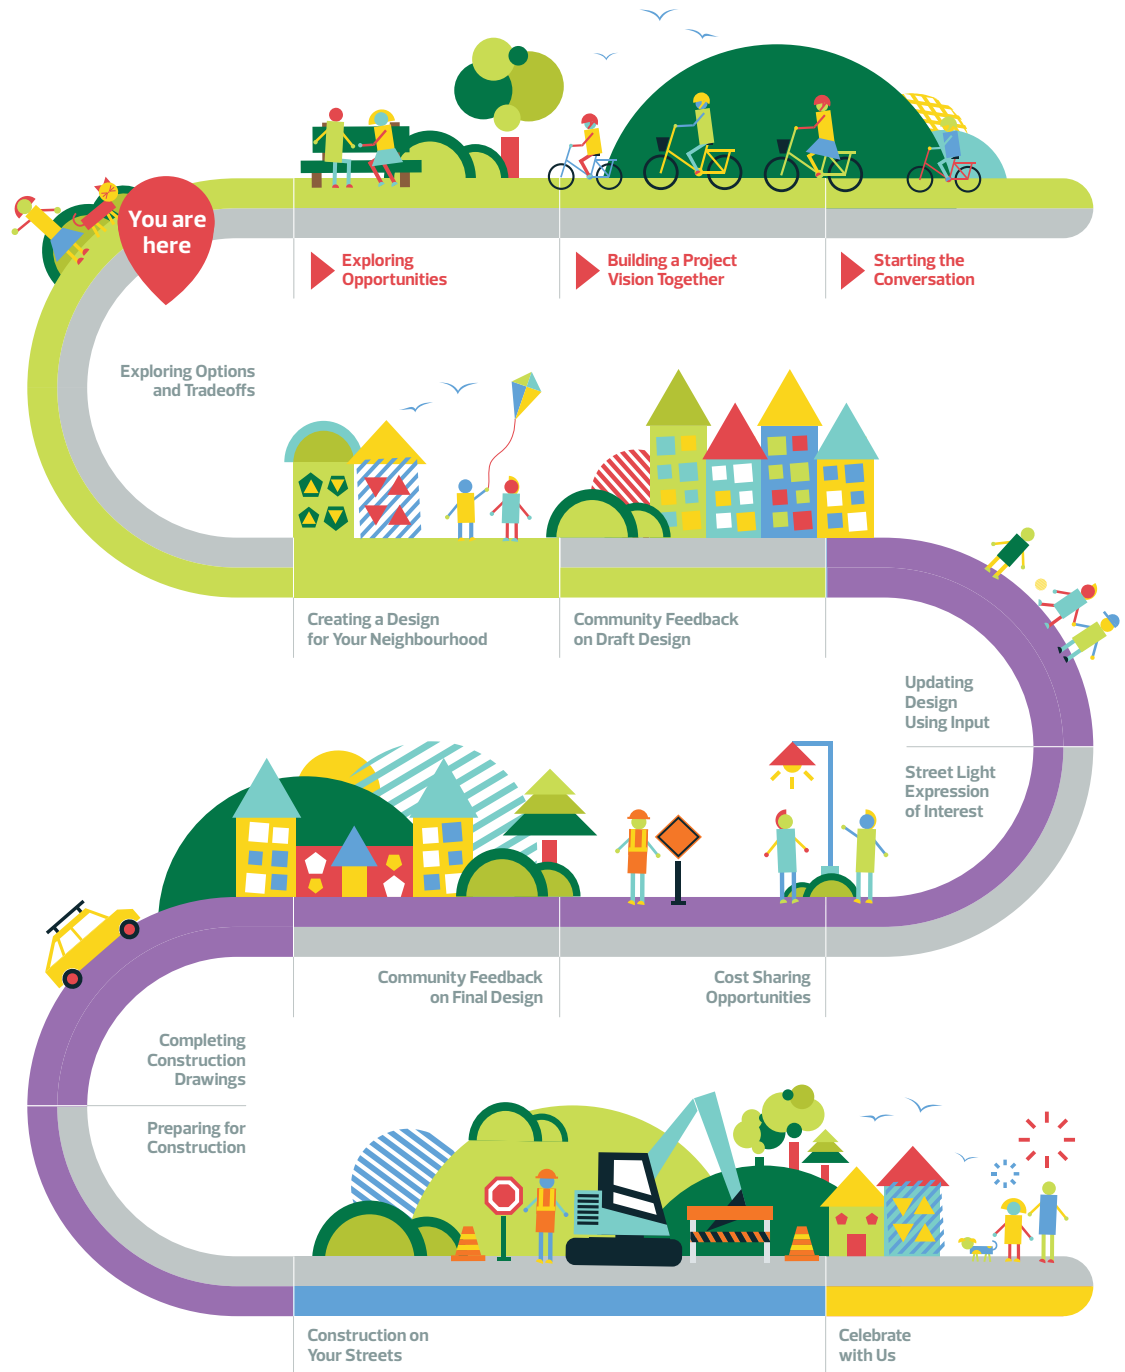 You are
here
Exploring
Opportunities
Building a Project
Vision Together
Starting the
Conversation
Exploring Options
and Tradeoffs
Creating a Design
for Your Neighbourhood
Community Feedback
on Draft Design
Updating
Design
Using Input
Street Light
Expression
of Interest
Community Feedback
on Final Design
Cost Sharing
Opportunities
Completing
Construction
Drawings
Preparing for
Construction
Construction on
Your Streets
Celebrate
with Us